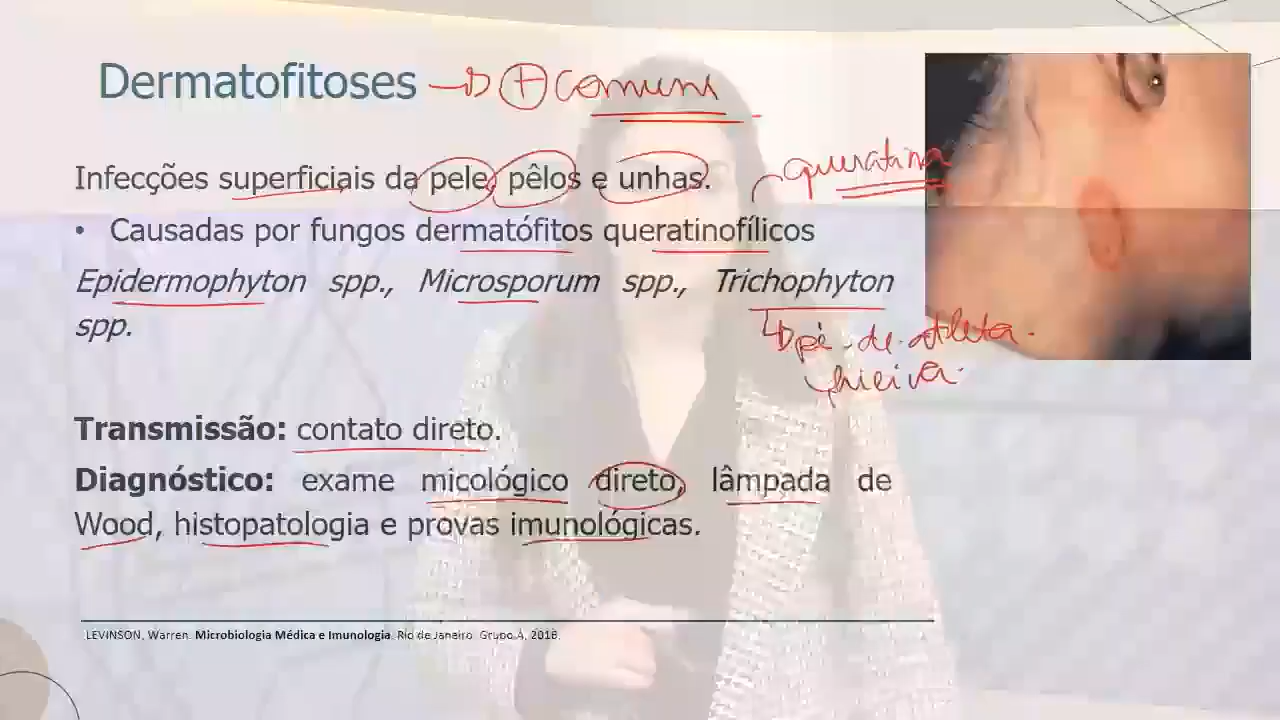 Dermatofitoses → + comuns
Infecções superficiais da pele, pêlos e unhas.
queratina
• Causadas por fungos dermatófitos queratinofílicos
Epidermophyton spp., Microsporum spp., Trichophyton
spp.
pé-de-atleta.
frieiva.
Transmissão: contato direto.
Diagnóstico: exame micológico direto, lâmpada de
Wood, histopatologia e provas imunológicas.
LEVINSON, Warren. Microbiologia Médica e Imunologia. Rio de Janeiro: Grupo A, 2016.